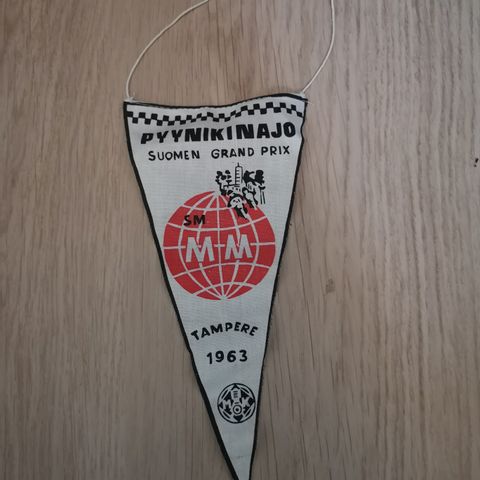 PYYNIKINAJO
SUOMEN GRAND PRIX
SM
MM
TAMPERE
1963